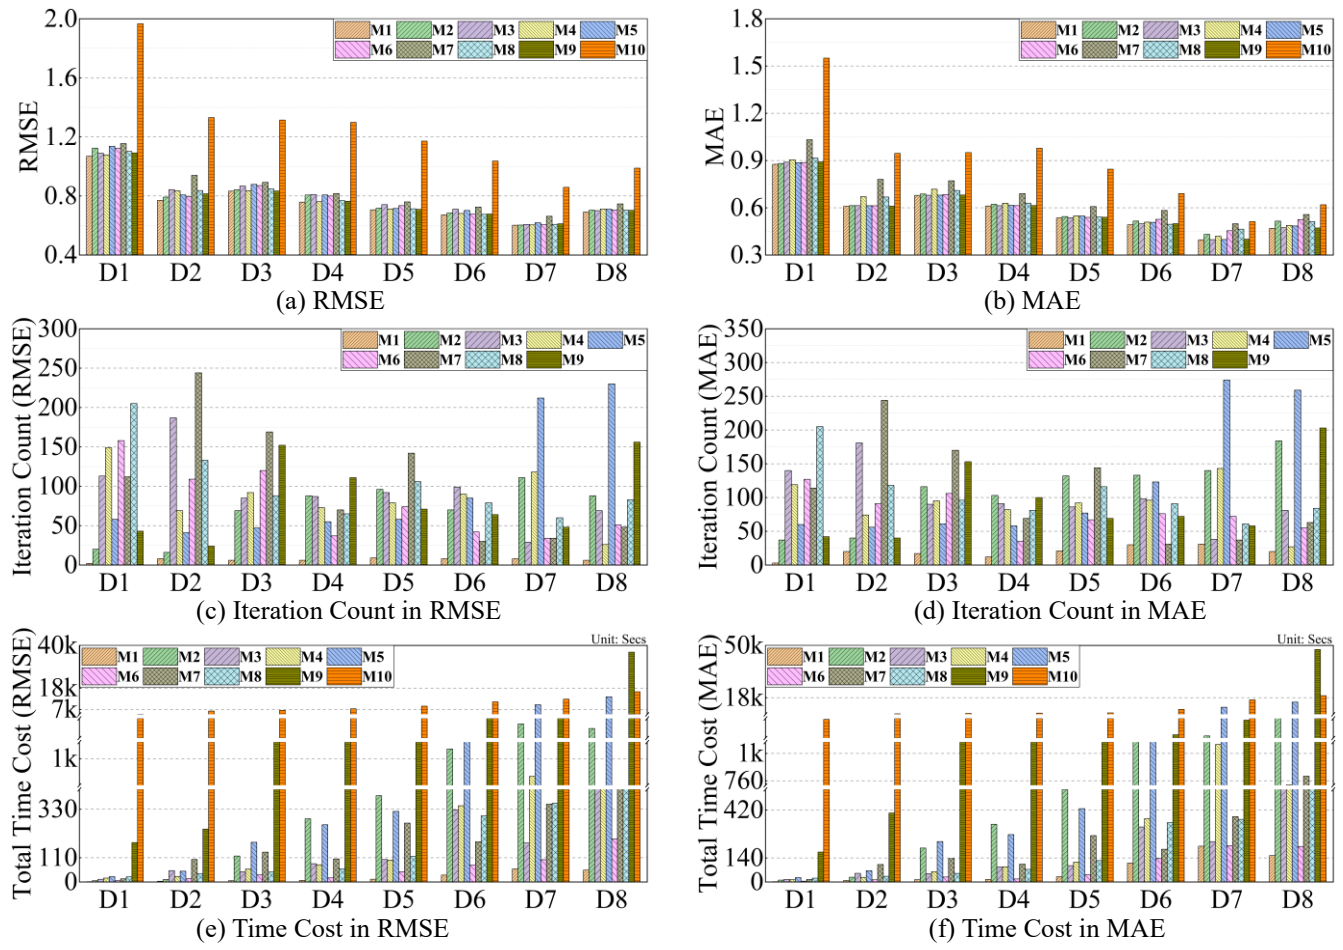 2.0
1.6
1.2
0.8
0.4
RMSE
M1 M2 M3 M4 M5
M6 M7 M8 M9 M10
D1 D2 D3 D4 D5 D6 D7 D8
(a) RMSE
1.8
1.5
1.2
0.9
0.6
0.3
MAE
M1 M2 M3 M4 M5
M6 M7 M8 M9 M10
D1 D2 D3 D4 D5 D6 D7 D8
(b) MAE
300
250
200
150
100
50
0
Iteration Count (RMSE)
M1 M2 M3 M4 M5
M6 M7 M8 M9
D1 D2 D3 D4 D5 D6 D7 D8
(c) Iteration Count in RMSE
350
300
250
200
150
100
50
0
Iteration Count (MAE)
M1 M2 M3 M4 M5
M6 M7 M8 M9
D1 D2 D3 D4 D5 D6 D7 D8
(d) Iteration Count in MAE
Unit: Secs
40k
18k
7k
1k
330
110
0
Total Time Cost (RMSE)
M1 M2 M3 M4 M5
M6 M7 M8 M9 M10
D1 D2 D3 D4 D5 D6 D7 D8
(e) Time Cost in RMSE
Unit: Secs
50k
18k
1k
760
420
140
0
Total Time Cost (MAE)
M1 M2 M3 M4 M5
M6 M7 M8 M9 M10
D1 D2 D3 D4 D5 D6 D7 D8
(f) Time Cost in MAE